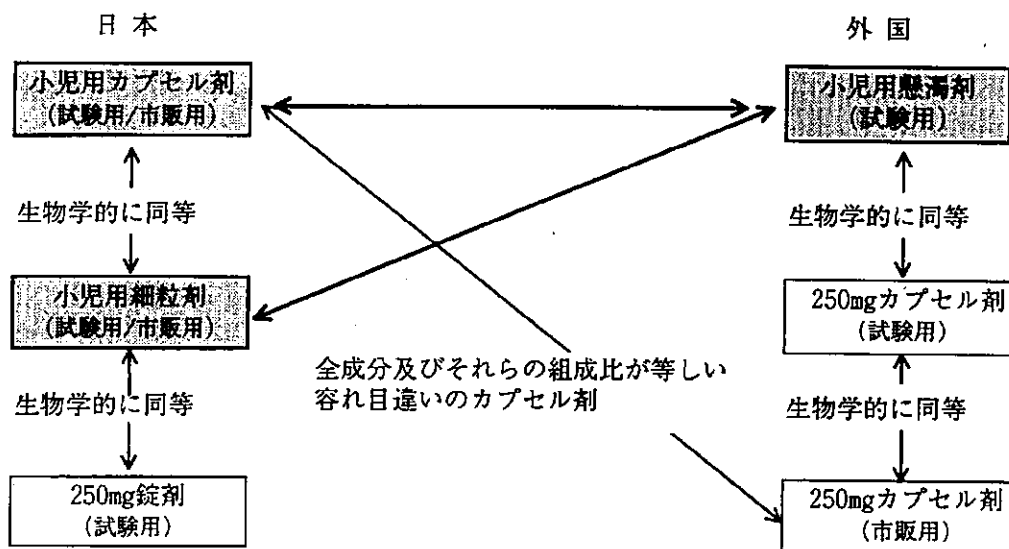 日本
外国
小児用カプセル剤
(試験用/市販用)
小児用懸濁剤
(試験用)
生物学的に同等
生物学的に同等
小児用細粒剤
(試験用/市販用)
250mgカプセル剤
(試験用)
全成分及びそれらの組成比が等しい
容れ目違いのカプセル剤
生物学的に同等
生物学的に同等
250mg錠剤
(試験用)
250mgカプセル剤
(市販用)